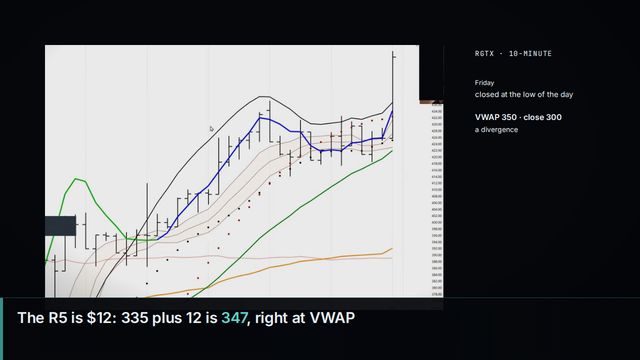 RGTX · 10-MINUTE
Friday
closed at the low of the day
VWAP 350 · close 300
a divergence
The R5 is $12: 335 plus 12 is 347, right at VWAP